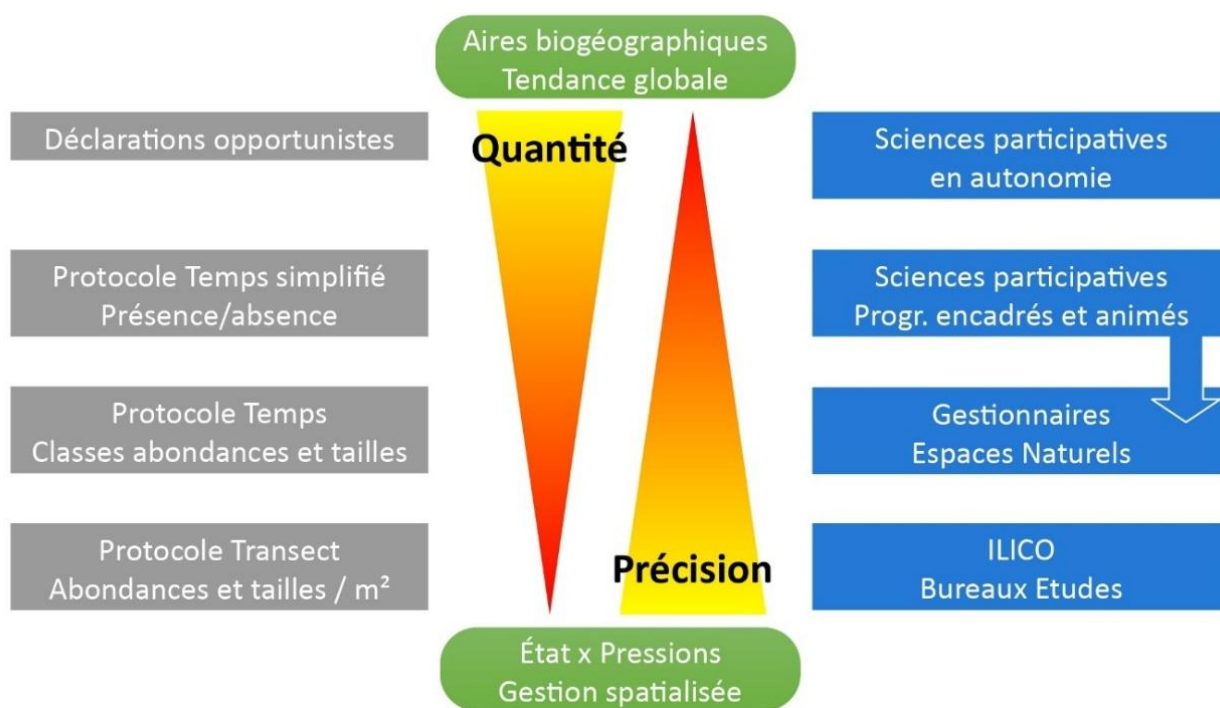 Aires biogéographiques
Tendance globale
Déclarations opportunistes
Quantité
Sciences participatives
en autonomie
Protocole Temps simplifié
Présence/absence
Sciences participatives
Progr. encadrés et animés
Protocole Temps
Classes abondances et tailles
Gestionnaires
Espaces Naturels
Protocole Transect
Abondances et tailles / m²
Précision
ILICO
Bureaux Etudes
État x Pressions
Gestion spatialisée